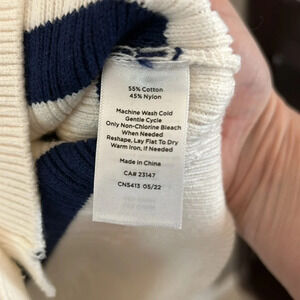 55% Cotton
45% Nylon
Machine Wash Cold
Gentle Cycle
Only Non-Chlorine Bleach
When Needed
Reshape, Lay Flat To Dry
Warm Iron, if Needed
Made in China
CA# 23147
CNS413 05/22